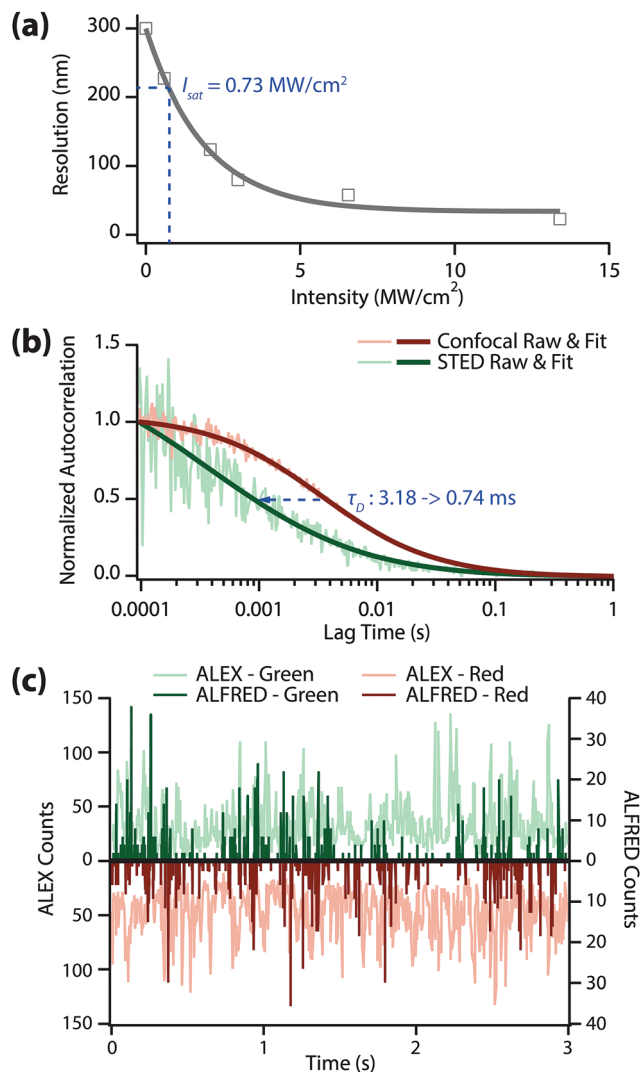 (a)
300
200
100
0
Resolution (nm)
I_sat = 0.73 MW/cm²
0 5 10 15
Intensity (MW/cm²)
(b)
1.5
1.0
0.5
0.0
Normalized Autocorrelation
Confocal Raw & Fit
STED Raw & Fit
τ_D : 3.18 -> 0.74 ms
0.0001 0.001 0.01 0.1 1
Lag Time (s)
(c)
ALEX - Green ALEX - Red
ALFRED - Green ALFRED - Red
150 40
100 30
50 20
0 10
50 0
100 10
150 20
30
40
ALEX Counts
ALFRED Counts
0 1 2 3
Time (s)